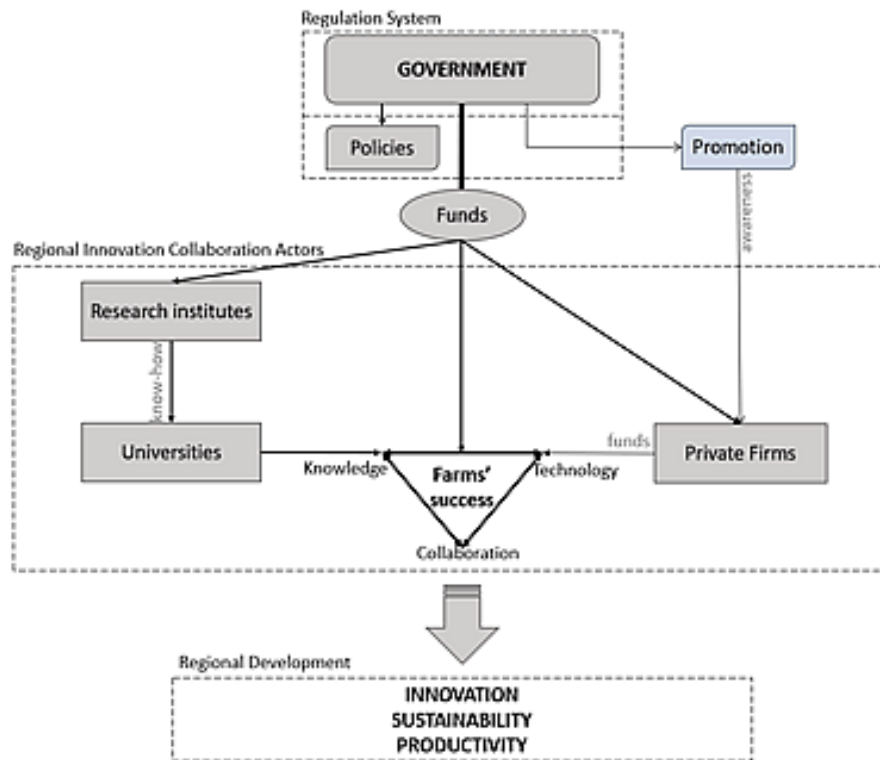 Regulation System
GOVERNMENT
Policies
Promotion
awareness
Funds
Regional Innovation Collaboration Actors
Research institutes
know-how
Universities
Knowledge
Farms'
success
Technology
funds
Private Firms
Collaboration
Regional Development
INNOVATION
SUSTAINABILITY
PRODUCTIVITY